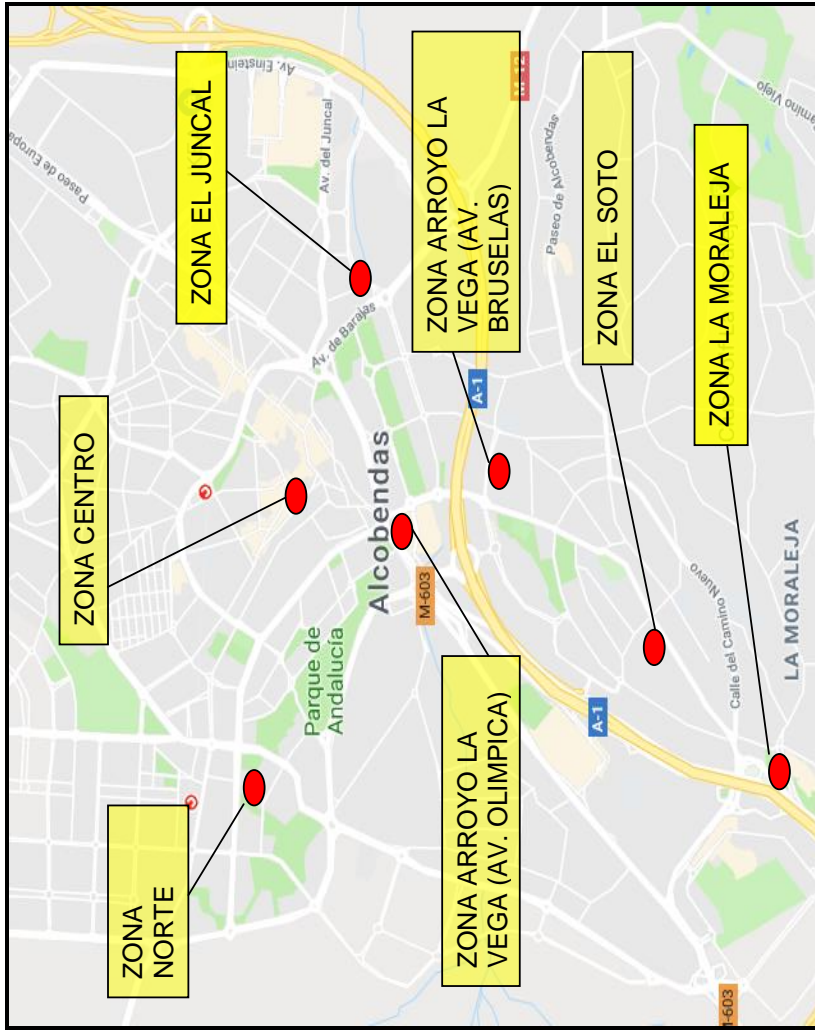 Paseo de Europa
ZONA CENTRO
ZONA
NORTE
ZONA EL JUNCAL
Av. Einstein
Parque de
Andalucía
Av. del Juncal
Av. de Barajas
Alcobendas
M-603
ZONA ARROYO LA
VEGA (AV.
BRUSELAS)
ZONA ARROYO LA
VEGA (AV. OLIMPICA)
A-1
M-12
Paseo de Alcobendas
A-1
ZONA EL SOTO
Calle del Camino Nuevo
ZONA LA MORALEJA
-603
amino Viejo
LA MORALEJA